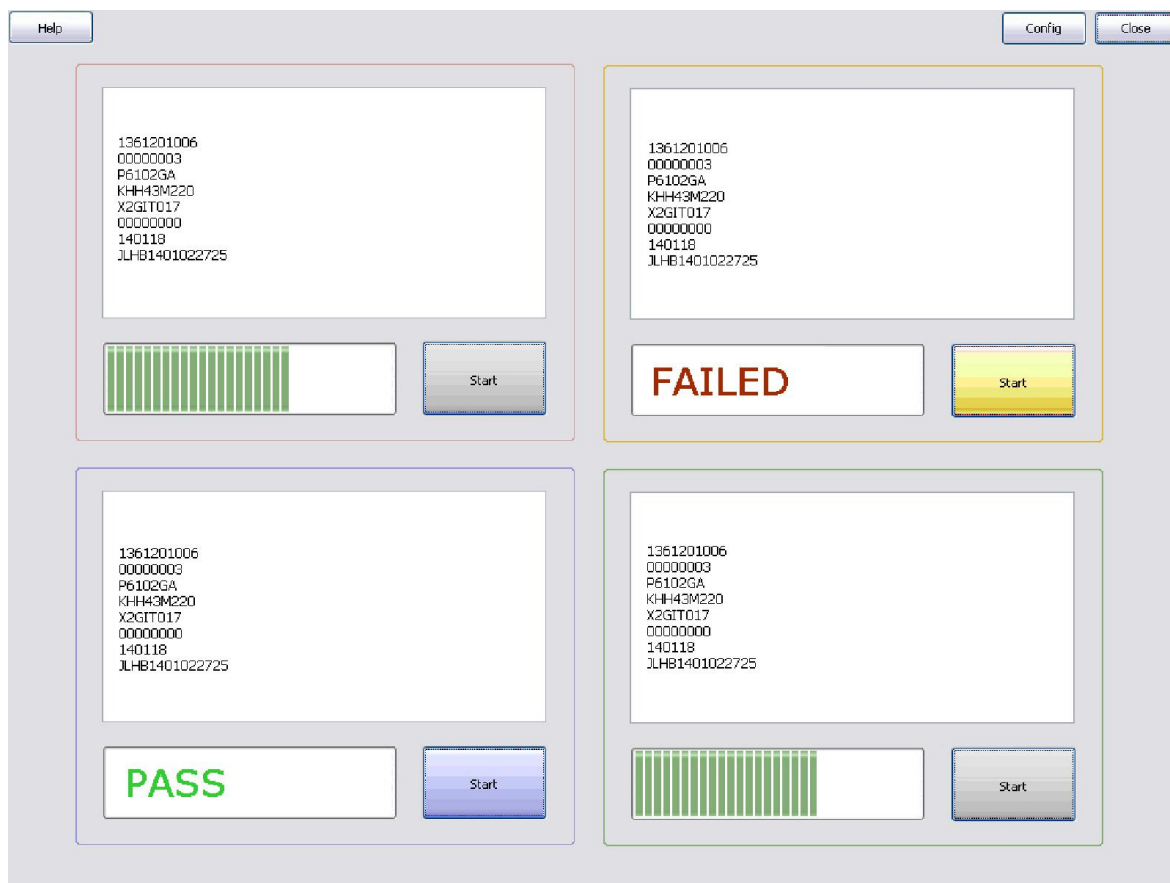 Help
Config
Close
1361201006
00000003
P6102GA
KHH43M220
X2GIT017
00000000
140118
JLHB1401022725
Start
1361201006
00000003
P6102GA
KHH43M220
X2GIT017
00000000
140118
JLHB1401022725
FAILED
Start
1361201006
00000003
P6102GA
KHH43M220
X2GIT017
00000000
140118
JLHB1401022725
PASS
Start
1361201006
00000003
P6102GA
KHH43M220
X2GIT017
00000000
140118
JLHB1401022725
Start